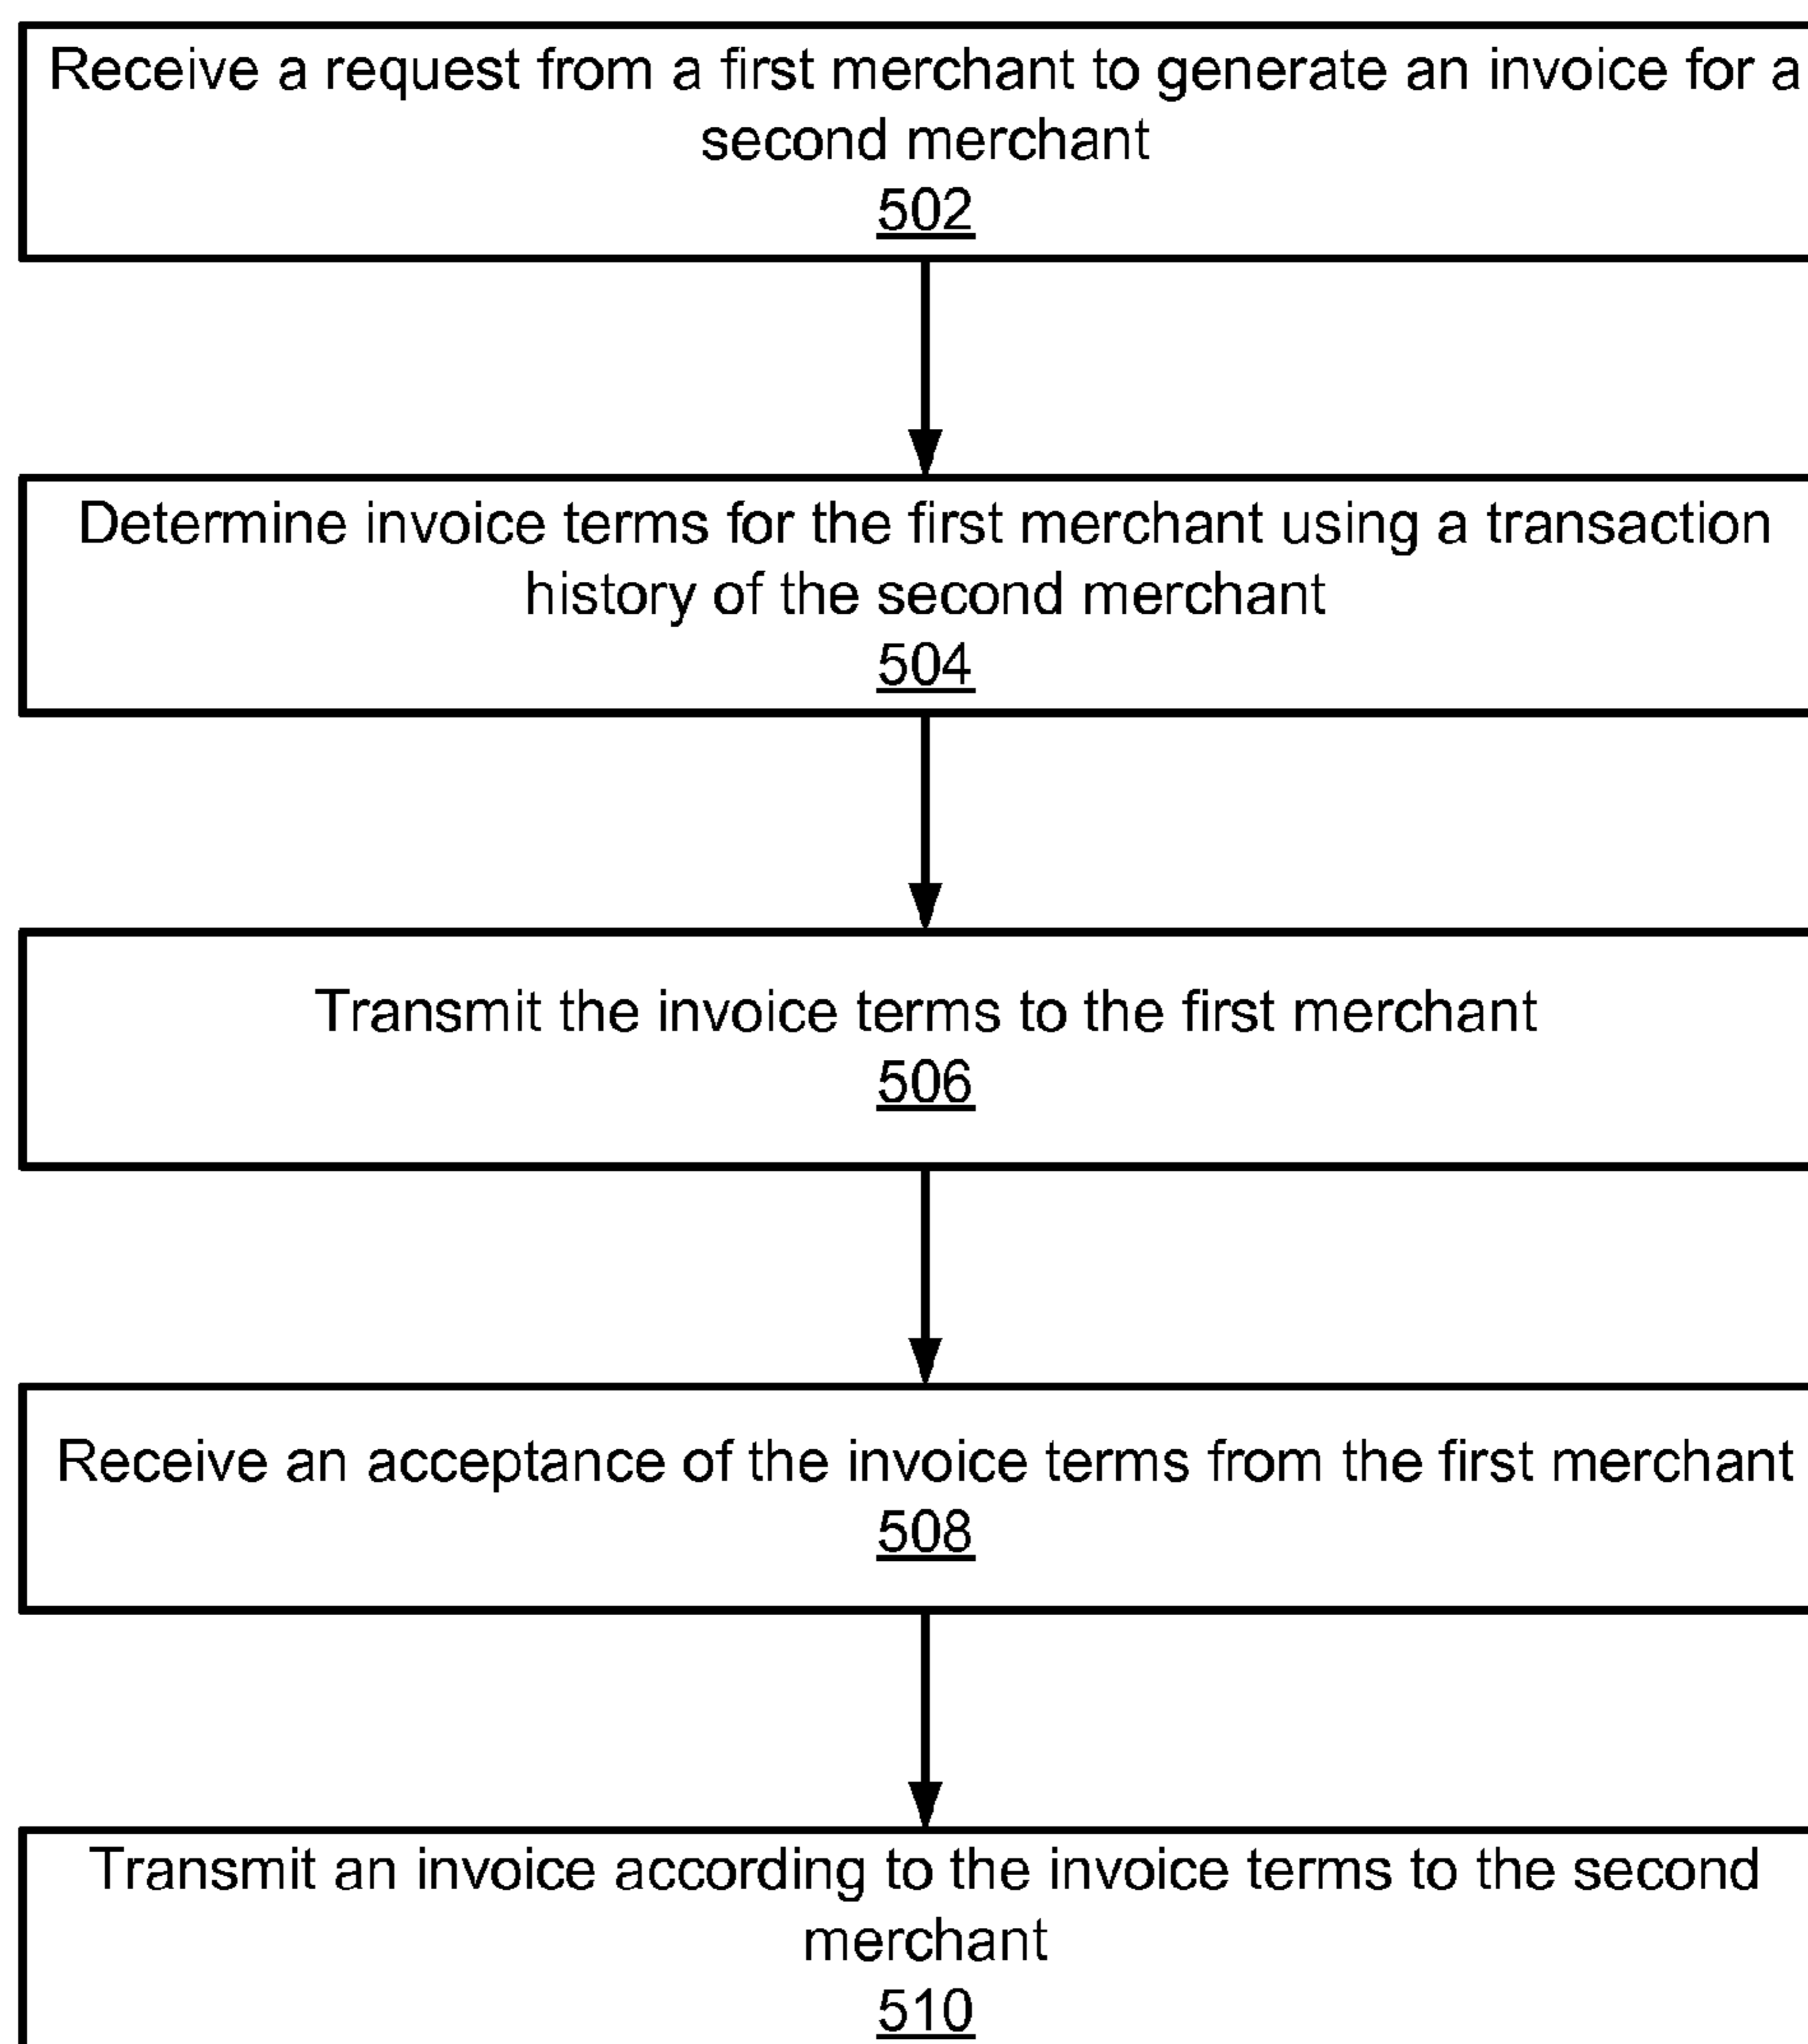 Receive a request from a first merchant to generate an invoice for a
second merchant
502
Determine invoice terms for the first merchant using a transaction
history of the second merchant
504
Transmit the invoice terms to the first merchant
506
Receive an acceptance of the invoice terms from the first merchant
508
Transmit an invoice according to the invoice terms to the second
merchant
510